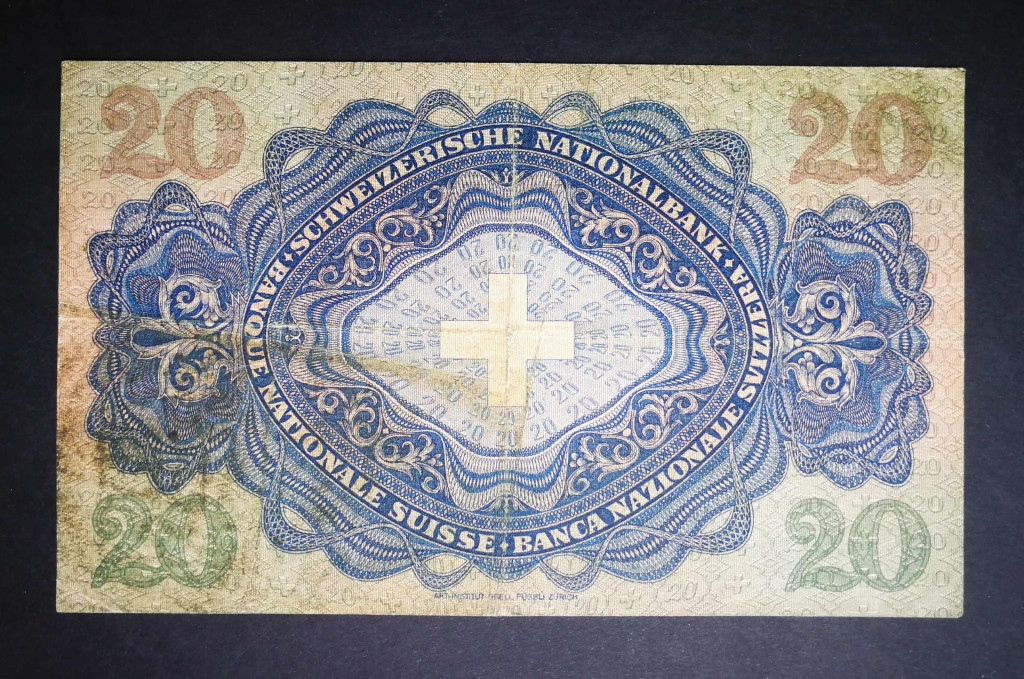 20 20
SCHWEIZERISCHE NATIONALBANK
BANQUE NATIONALE SUISSE
BANCA NAZIONALE SVIZZERA
20 20
ART. INSTITUT ORELL FÜSSLI ZÜRICH